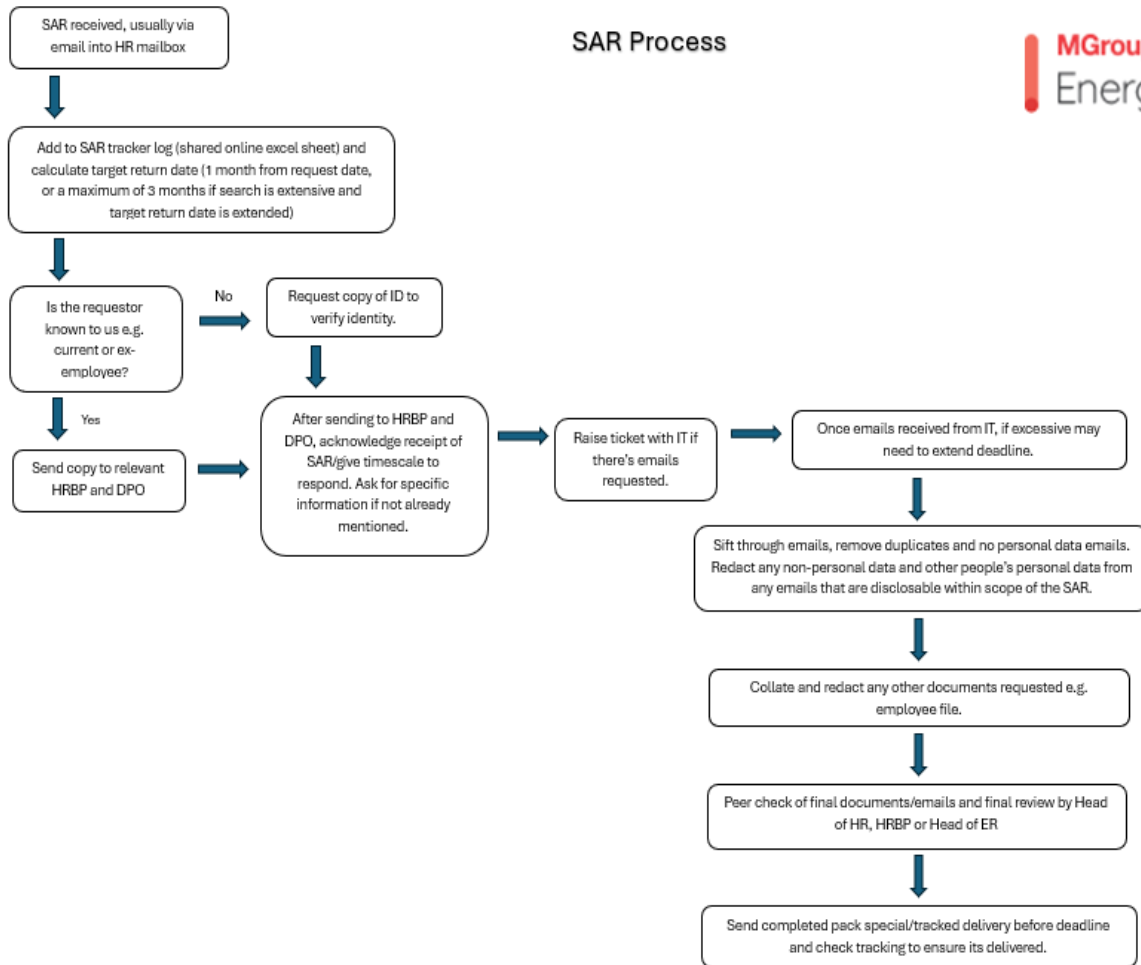 SAR received, usually via
email into HR mailbox
SAR Process
MGrou
Energ
Add to SAR tracker log (shared online excel sheet) and
calculate target return date (1 month from request date,
or a maximum of 3 months if search is extensive and
target return date is extended)
Is the requestor
known to us e.g.
current or ex-
employee?
No
Request copy of ID to
verify identity.
Yes
Send copy to relevant
HRBP and DPO
After sending to HRBP and
DPO, acknowledge receipt of
SAR/give timescale to
respond. Ask for specific
information if not already
mentioned.
Raise ticket with IT if
there's emails
requested.
Once emails received from IT, if excessive may
need to extend deadline.
Sift through emails, remove duplicates and no personal data emails.
Redact any non-personal data and other people's personal data from
any emails that are disclosable within scope of the SAR.
Collate and redact any other documents requested e.g.
employee file.
Peer check of final documents/emails and final review by Head
of HR, HRBP or Head of ER
Send completed pack special/tracked delivery before deadline
and check tracking to ensure its delivered.